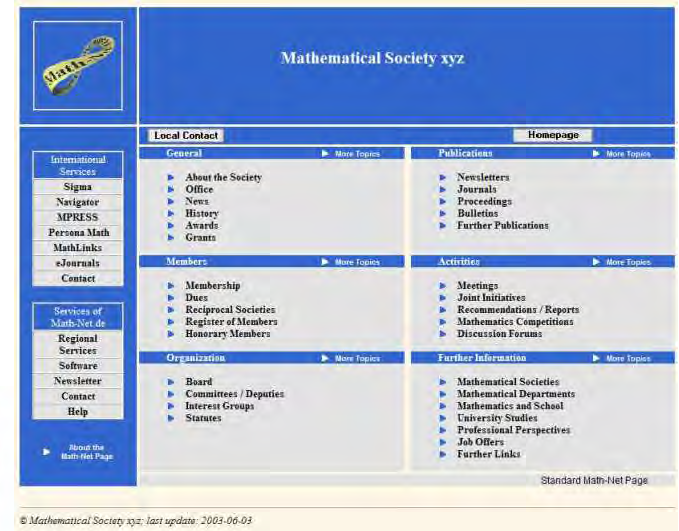 Math
Mathematical Society xyz
Local Contact
Homepage
International
Services
Sigma
Navigator
MPRESS
Persona Math
MathLinks
eJournals
Contact
Services of
Math-Net.de
Regional
Services
Software
Newsletter
Contact
Help
About the
Math-Net Page
General More Topics
About the Society
Office
News
History
Awards
Grants
Publications More Topics
Newsletters
Journals
Proceedings
Bulletins
Further Publications
Members More Topics
Membership
Dues
Reciprocal Societies
Register of Members
Honorary Members
Activities More Topics
Meetings
Joint Initiatives
Recommendations / Reports
Mathematics Competitions
Discussion Forums
Organization More Topics
Board
Committees / Deputies
Interest Groups
Statutes
Further Information More Topics
Mathematical Societies
Mathematical Departments
Mathematics and School
University Studies
Professional Perspectives
Job Offers
Further Links
Standard Math-Net Page
© Mathematical Society xyz; last update: 2003-06-03